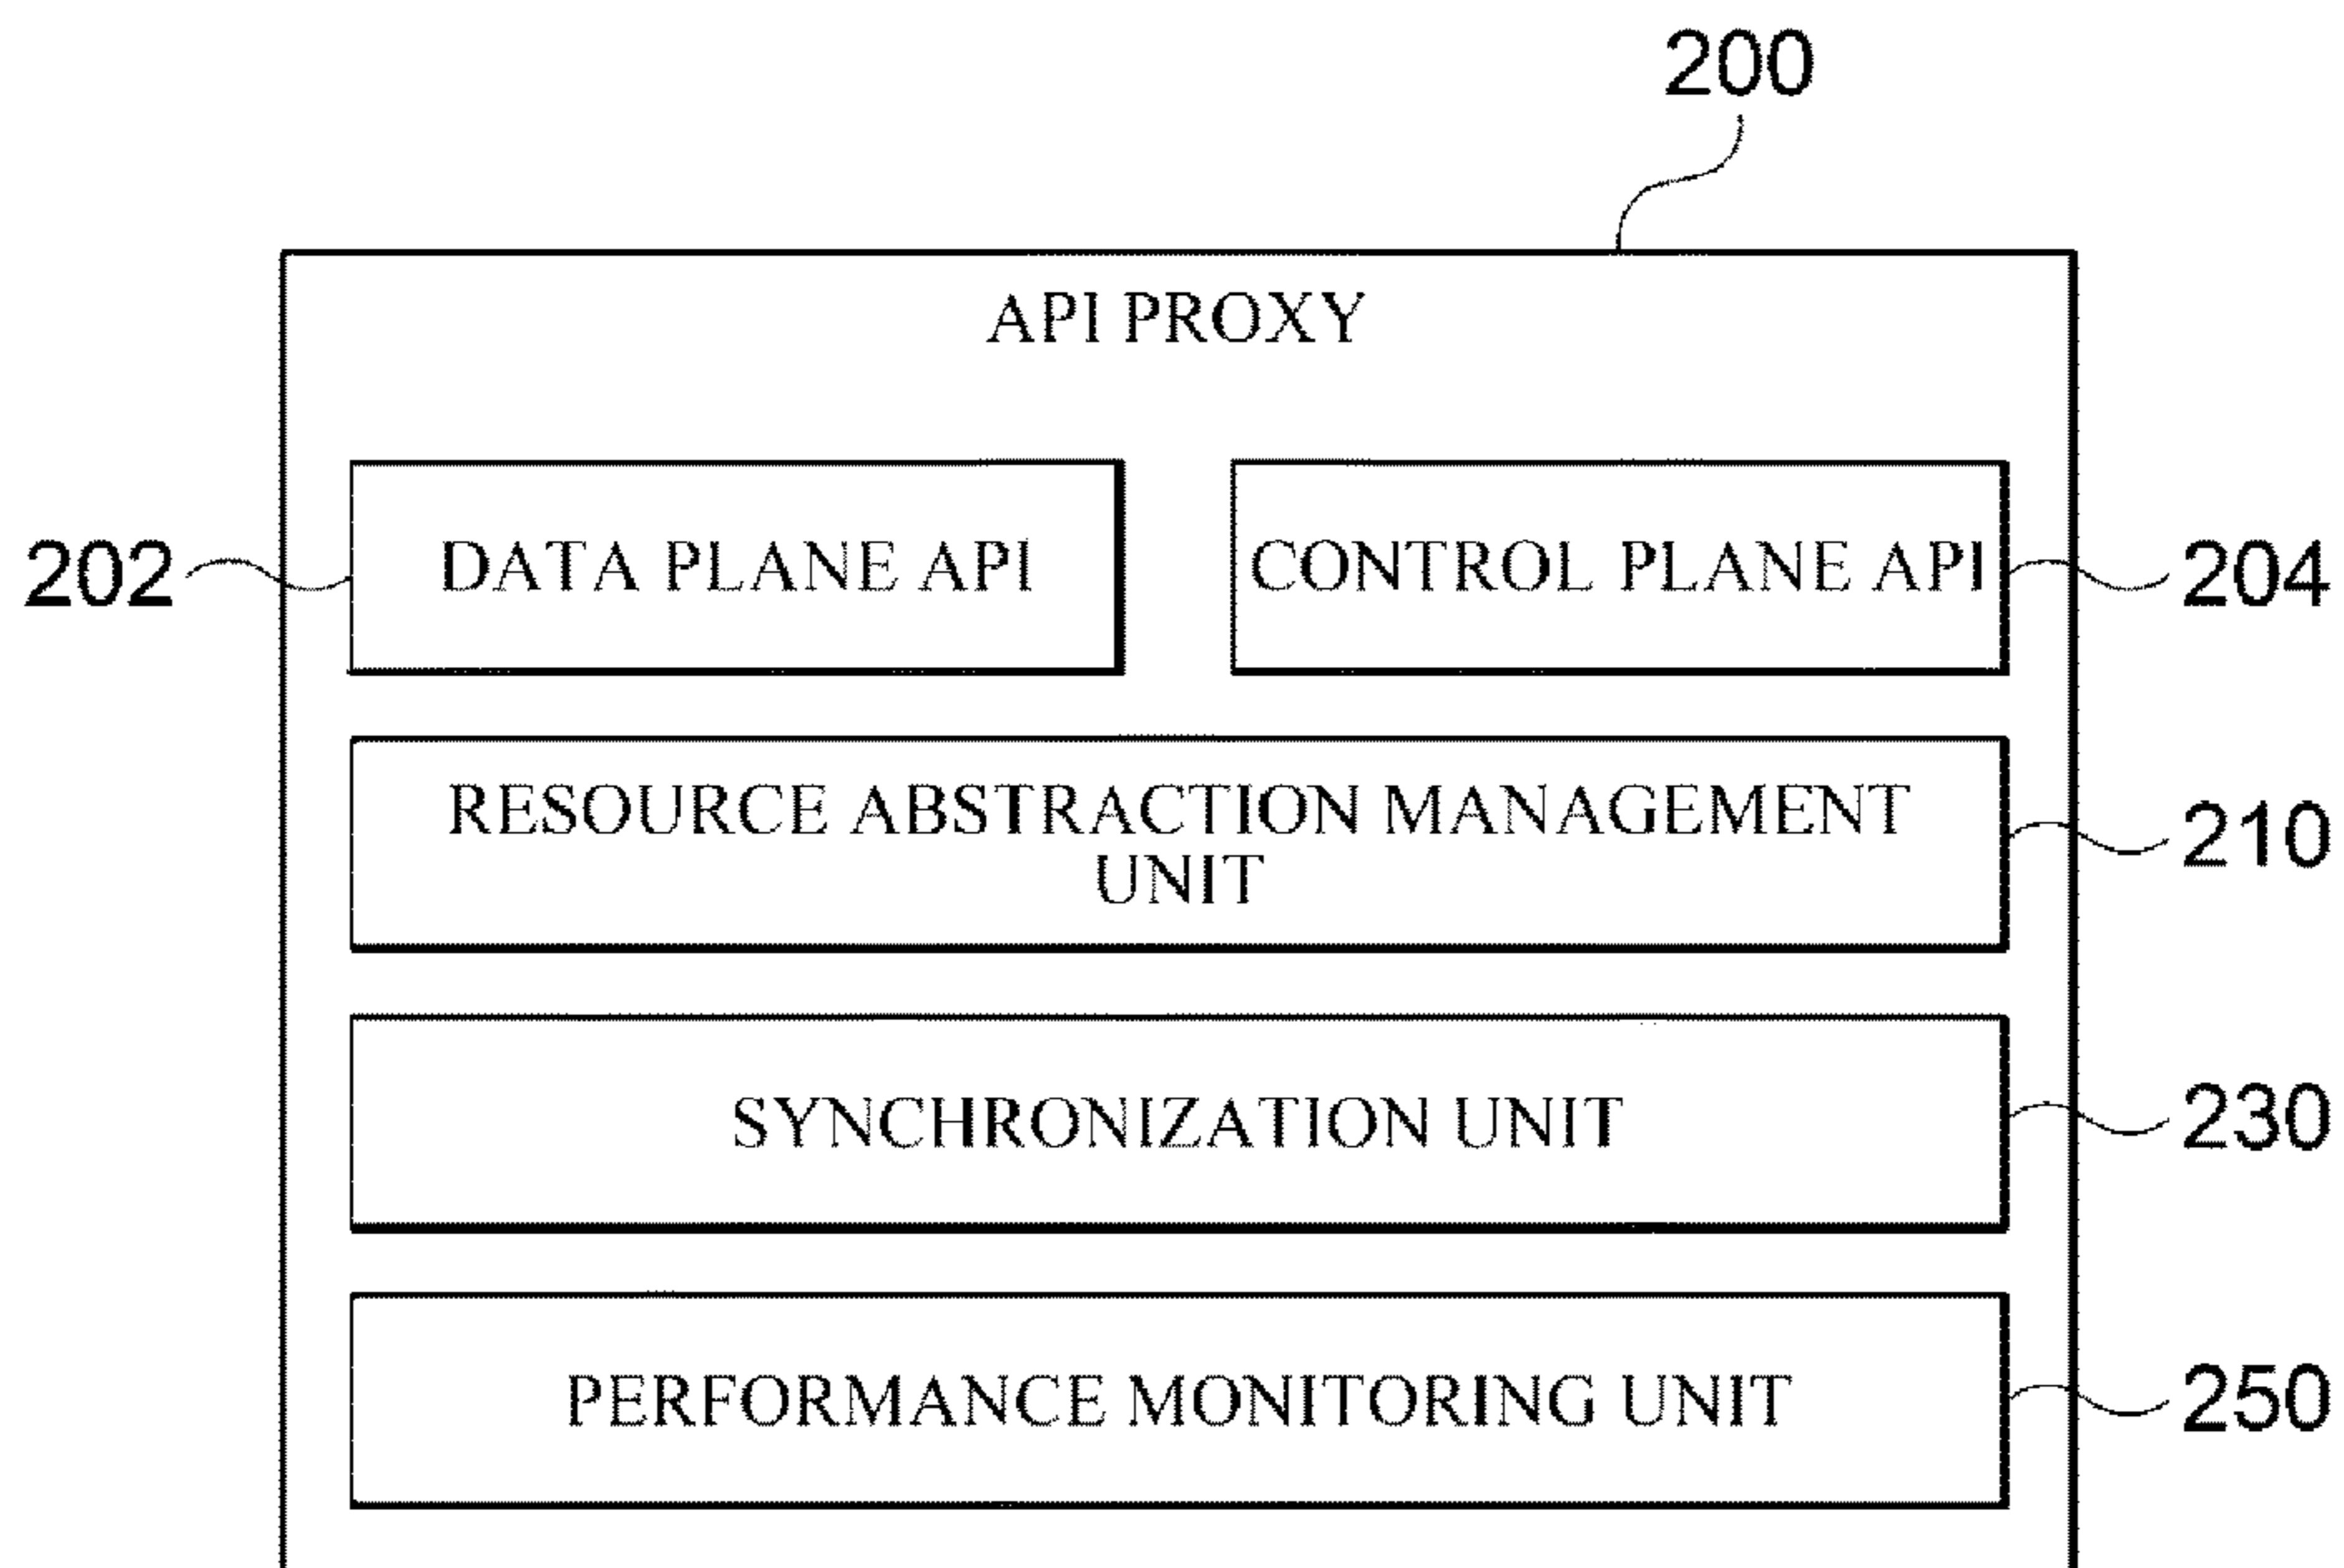 200
API PROXY
202
DATA PLANE API
CONTROL PLANE API
204
RESOURCE ABSTRACTION MANAGEMENT
UNIT
210
SYNCHRONIZATION UNIT
230
PERFORMANCE MONITORING UNIT
250